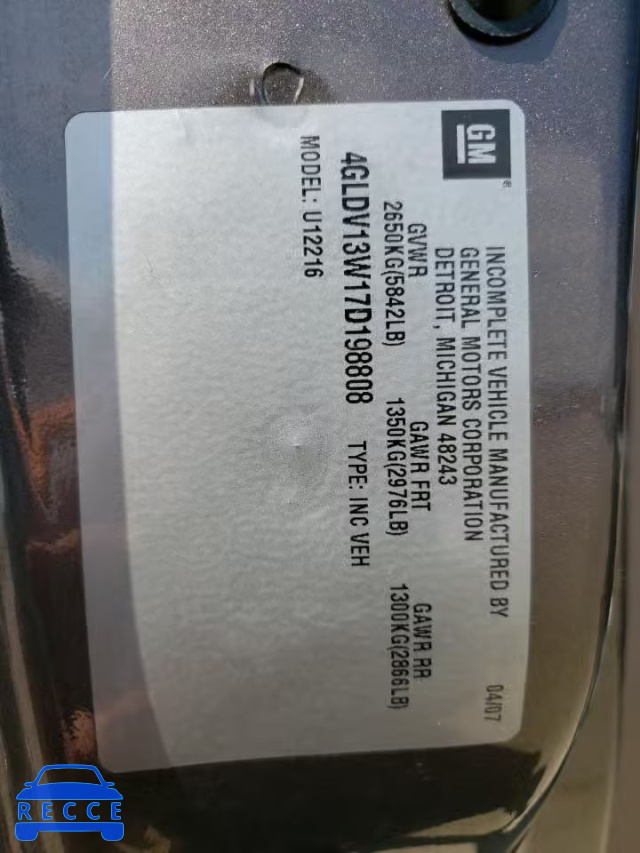 GM
®
INCOMPLETE VEHICLE MANUFACTURED BY
GENERAL MOTORS CORPORATION
DETROIT, MICHIGAN 48243
04/07
GVWR GAWR FRT GAWR RR
2650KG(5842LB) 1350KG(2976LB) 1300KG(2866LB)
4GLDV13W17D198808 TYPE: INC VEH
MODEL: U12216
RECCE